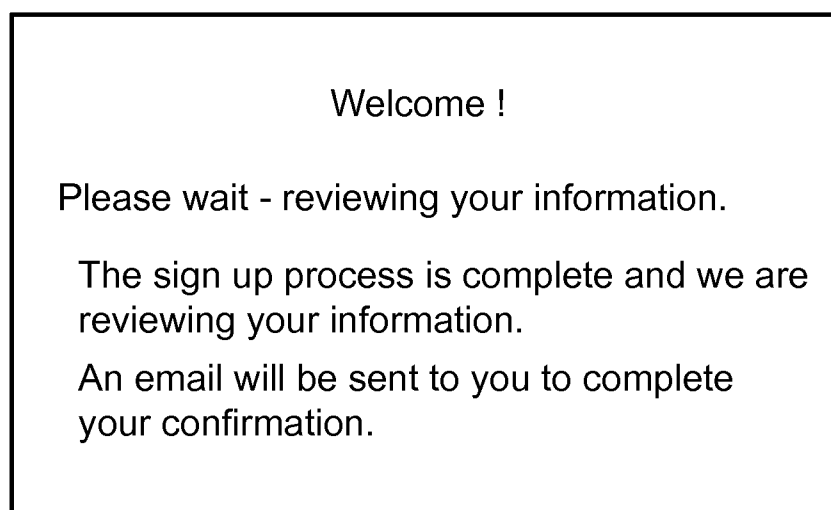 Welcome !
Please wait - reviewing your information.
The sign up process is complete and we are
reviewing your information.
An email will be sent to you to complete
your confirmation.